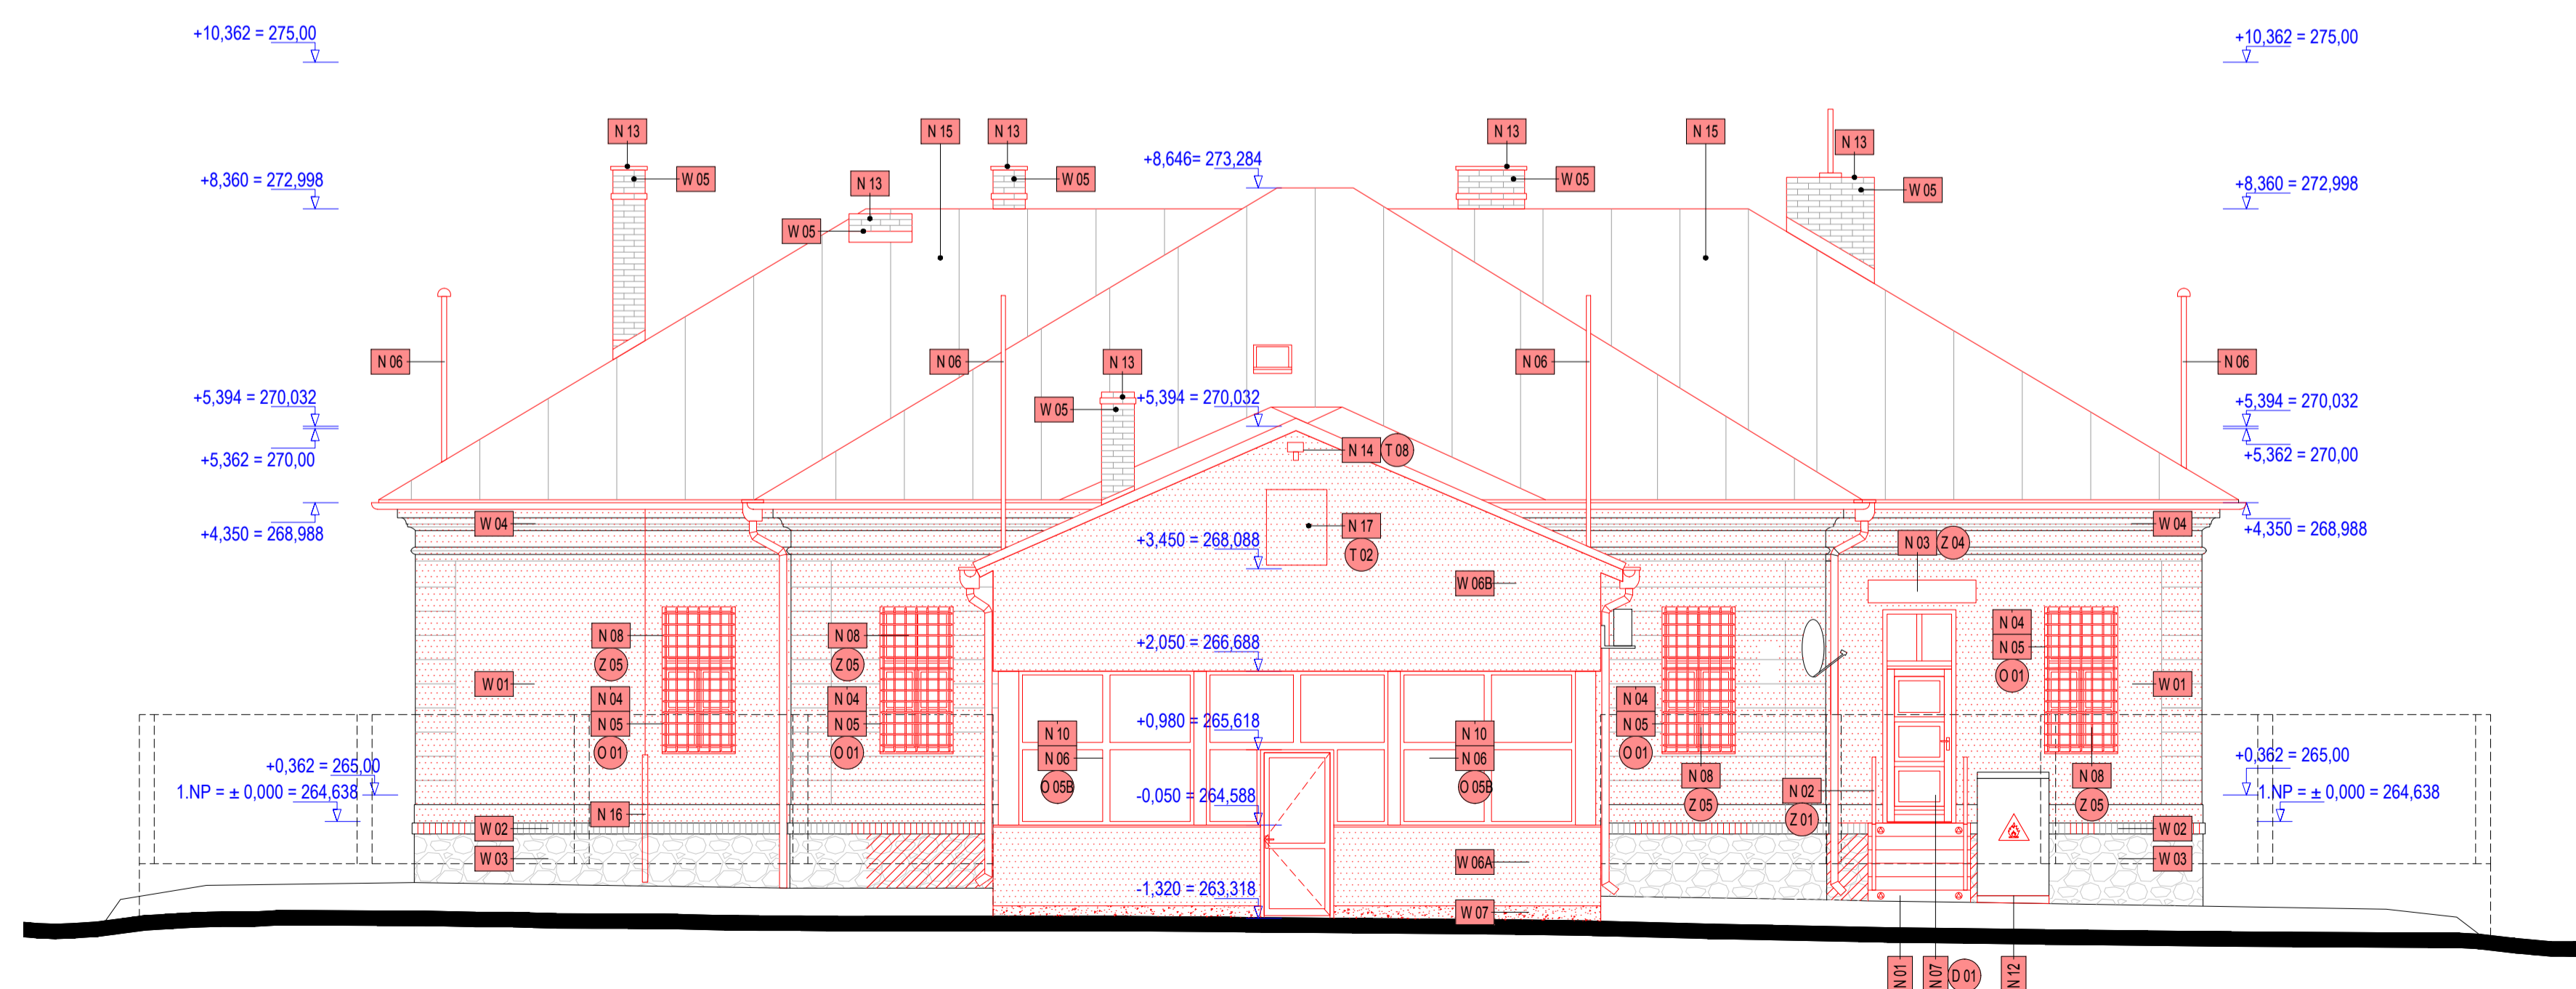 +10,362 = 275,00
+10,362 = 275,00
N 13
N 15
N 13
N 13
N 15
N 13
+8,646= 273,284
+8,360 = 272,998
W 05
N 13
W 05
W 05
W 05
+8,360 = 272,998
W 05
N 06
N 06
N 13
N 06
N 06
+5,394 = 270,032
W 05
+5,394 = 270,032
+5,394 = 270,032
+5,362 = 270,00
N 14
T 08
+5,362 = 270,00
+4,350 = 268,988
W 04
N 17
W 04
+4,350 = 268,988
+3,450 = 268,088
T 02
N 03
Z 04
W 06B
N 08
N 08
+2,050 = 266,688
N 04
Z 05
Z 05
N 05
W 01
O 01
W 01
N 04
N 04
N 04
N 05
N 05
+0,980 = 265,618
N 05
N 10
N 10
O 01
O 01
N 06
N 06
O 01
+0,362 = 265,00
+0,362 = 265,00
1.NP = ± 0,000 = 264,638
O 05B
O 05B
N 08
N 02
N 08
1.NP = ± 0,000 = 264,638
-0,050 = 264,588
Z 05
Z 01
Z 05
N 16
W 02
W 02
W 03
W 06A
W 03
-1,320 = 263,318
W 07
N 01
N 07
D 01
N 12